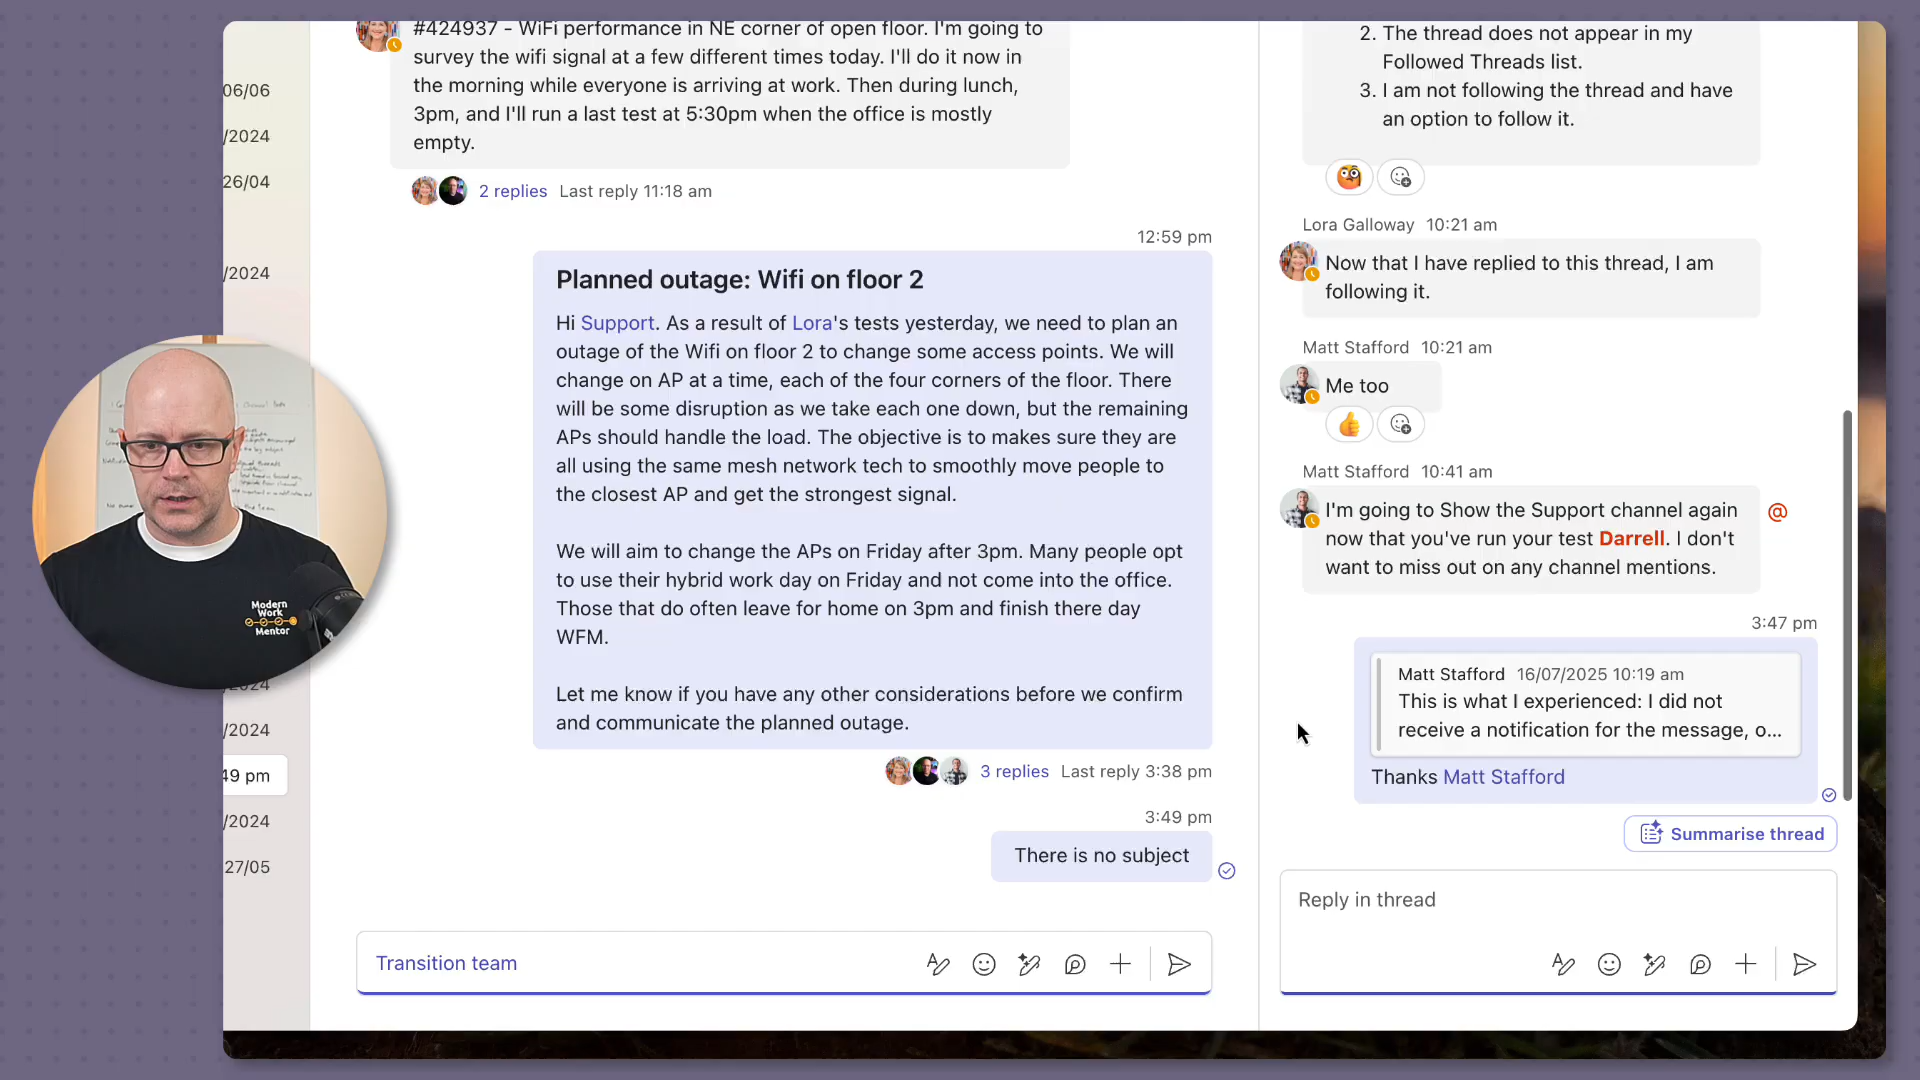 06/06
/2024
26/04
/2024
/2024
/2024
49 pm
/2024
27/05
#424937 - WiFi performance in NE corner of open floor. I'm going to
survey the wifi signal at a few different times today. I'll do it now in
the morning while everyone is arriving at work. Then during lunch,
3pm, and I'll run a last test at 5:30pm when the office is mostly
empty.
2 replies Last reply 11:18 am
12:59 pm
Planned outage: Wifi on floor 2
Hi Support. As a result of Lora's tests yesterday, we need to plan an
outage of the Wifi on floor 2 to change some access points. We will
change on AP at a time, each of the four corners of the floor. There
will be some disruption as we take each one down, but the remaining
APs should handle the load. The objective is to makes sure they are
all using the same mesh network tech to smoothly move people to
the closest AP and get the strongest signal.
We will aim to change the APs on Friday after 3pm. Many people opt
to use their hybrid work day on Friday and not come into the office.
Those that do often leave for home on 3pm and finish there day
WFM.
Let me know if you have any other considerations before we confirm
and communicate the planned outage.
3 replies Last reply 3:38 pm
3:49 pm
There is no subject
Transition team
2. The thread does not appear in my
Followed Threads list.
3. I am not following the thread and have
an option to follow it.
Lora Galloway 10:21 am
Now that I have replied to this thread, I am
following it.
Matt Stafford 10:21 am
Me too
Matt Stafford 10:41 am
I'm going to Show the Support channel again
now that you've run your test Darrell. I don't
want to miss out on any channel mentions.
@
3:47 pm
Matt Stafford 16/07/2025 10:19 am
This is what I experienced: I did not
receive a notification for the message, o...
Thanks Matt Stafford
Summarise thread
Reply in thread
Modern
Work
Mentor